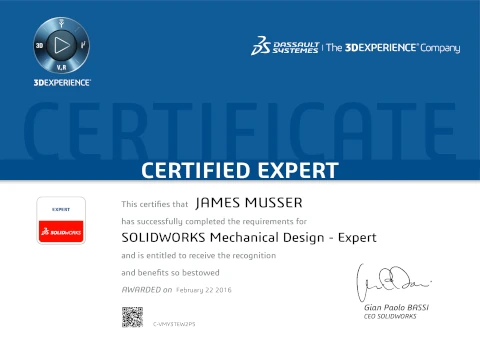 3D
V.R
3DEXPERIENCE
DASSAULT SYSTEMES | The 3DEXPERIENCE® Company
CERTIFICATE
CERTIFIED EXPERT
EXPERT
SOLIDWORKS
This certifies that JAMES MUSSER
has successfully completed the requirements for
SOLIDWORKS Mechanical Design - Expert
and is entitled to receive the recognition
and benefits so bestowed
AWARDED on February 22 2016
C-VMYSTEW2P5
Gian Paolo BASSI
CEO SOLIDWORKS